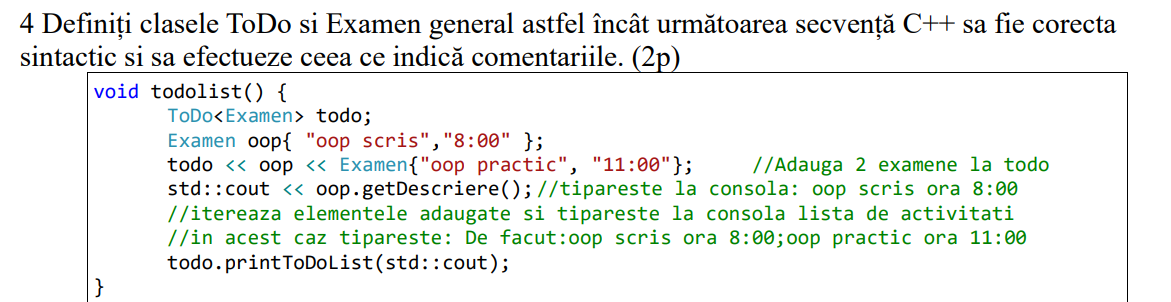 4 Definiți clasele ToDo si Examen general astfel încât următoarea secvență C++ sa fie corecta
sintactic si sa efectueze ceea ce indică comentariile. (2p)
void todolist() {
ToDo<Examen> todo;
Examen oop{ "oop scris","8:00" };
todo << oop << Examen{"oop practic", "11:00"}; //Adauga 2 examene la todo
std::cout << oop.getDescriere(); //tipareste la consola: oop scris ora 8:00
//itereaza elementele adaugate si tipareste la consola lista de activitati
//in acest caz tipareste: De facut:oop scris ora 8:00;oop practic ora 11:00
todo.printToDoList(std::cout);
}